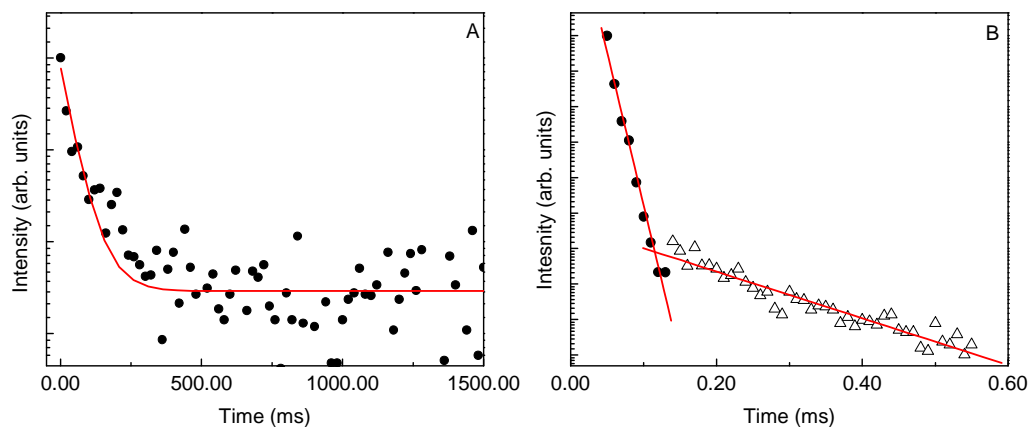 A
Intensity (arb. units)
0.00 500.00 1000.00 1500.00
Time (ms)
B
Intesnity (arb. units)
0.00 0.20 0.40 0.60
Time (ms)